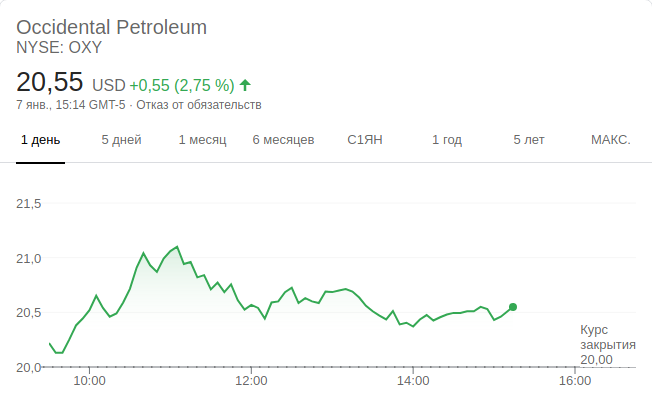 Occidental Petroleum
NYSE: OXY
20,55 USD +0,55 (2,75 %)
7 янв., 15:14 GMT-5 · Отказ от обязательств
1 день 5 дней 1 месяц 6 месяцев С1ЯН 1 год 5 лет МАКС.
21,5
21,0
20,5
20,0
Курс
закрытия
20,00
10:00 12:00 14:00 16:00